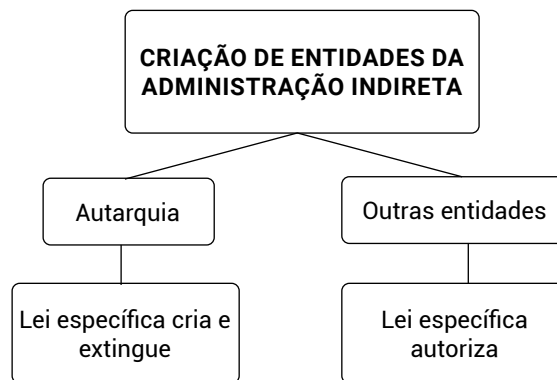 CRIAÇÃO DE ENTIDADES DA
ADMINISTRAÇÃO INDIRETA
Autarquia
Outras entidades
Lei específica cria e
extingue
Lei específica
autoriza